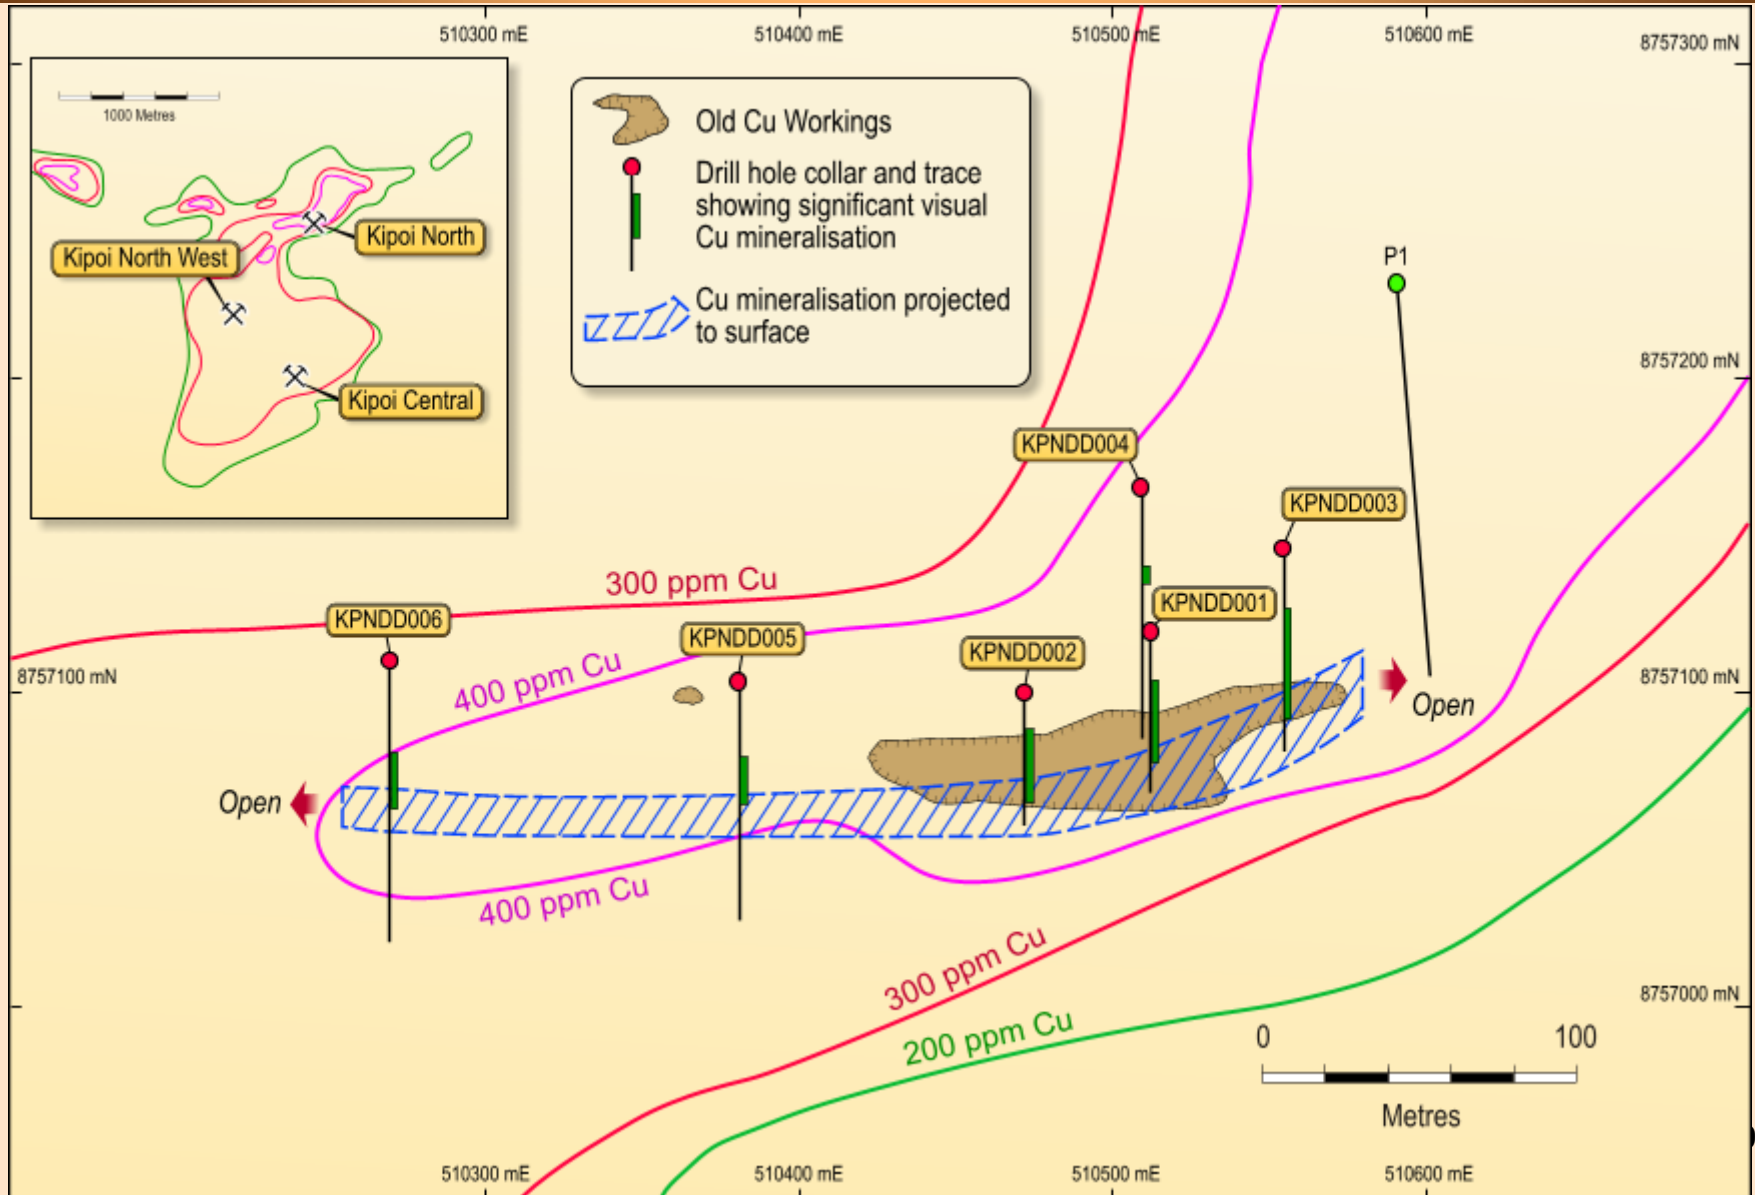 510300 mE
510400 mE
510500 mE
510600 mE
8757300 mN
1000 Metres
Kipoi North
Kipoi North West
Kipoi Central
Old Cu Workings
Drill hole collar and trace
showing significant visual
Cu mineralisation
Cu mineralisation projected
to surface
P1
8757200 mN
KPNDD004
KPNDD003
300 ppm Cu
KPNDD001
KPNDD006
KPNDD005
KPNDD002
400 ppm Cu
8757100 mN
8757100 mN
Open
Open
400 ppm Cu
300 ppm Cu
8757000 mN
200 ppm Cu
0
100
Metres
510300 mE
510400 mE
510500 mE
510600 mE